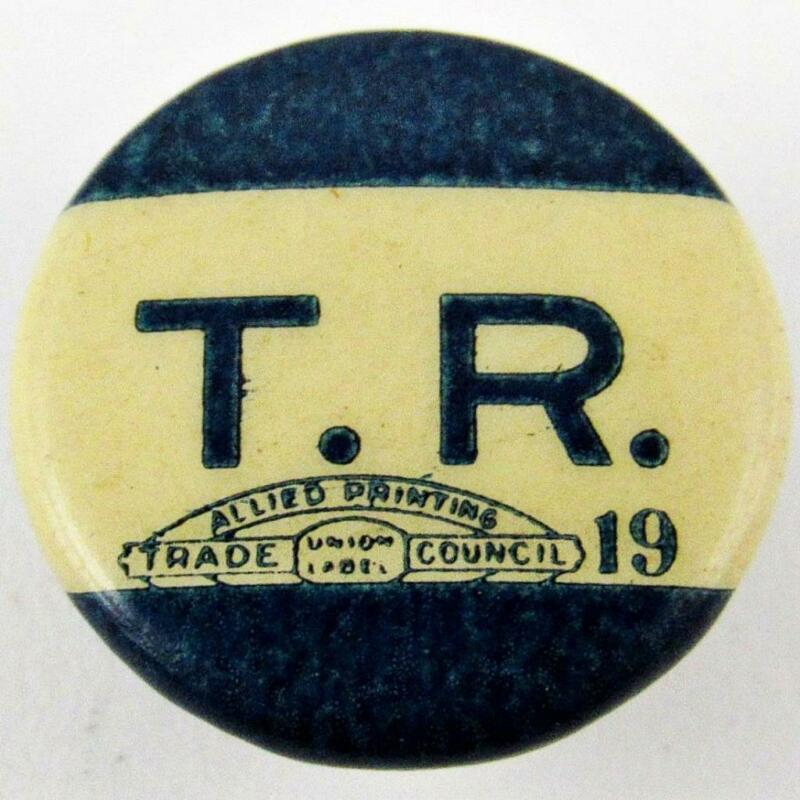 T. R.
ALLIED PRINTING
TRADE UNION LABEL COUNCIL 19